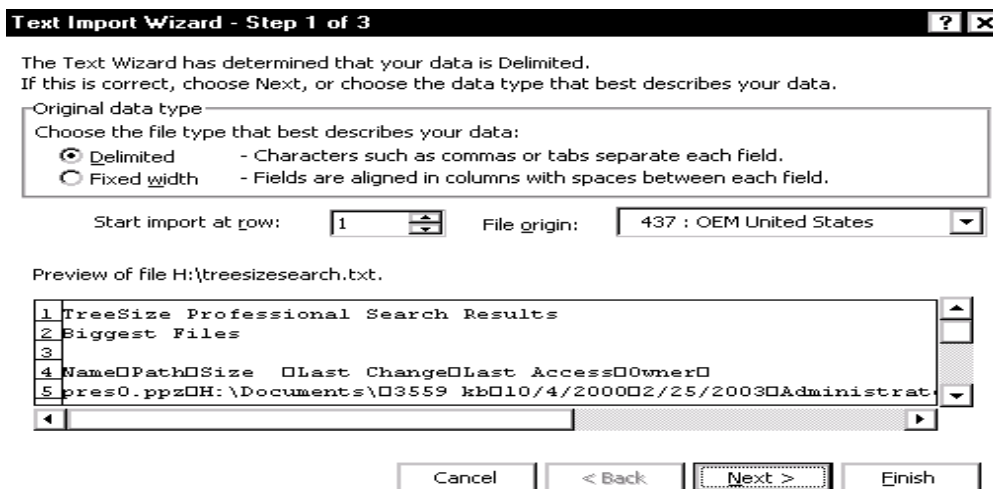 Text Import Wizard - Step 1 of 3
The Text Wizard has determined that your data is Delimited.
If this is correct, choose Next, or choose the data type that best describes your data.
Original data type
Choose the file type that best describes your data:
Delimited - Characters such as commas or tabs separate each field.
Fixed width - Fields are aligned in columns with spaces between each field.
Start import at row: 1 File origin: 437 : OEM United States
Preview of file H:\treesizesearch.txt.
1 TreeSize Professional Search Results
2 Biggest Files
3
4 Name▯Path▯Size ▯Last Change▯Last Access▯Owner▯
5 pres0.ppz▯H:\Documents\▯3559 kb▯10/4/2000▯2/25/2003▯Administrat
Cancel < Back Next > Finish